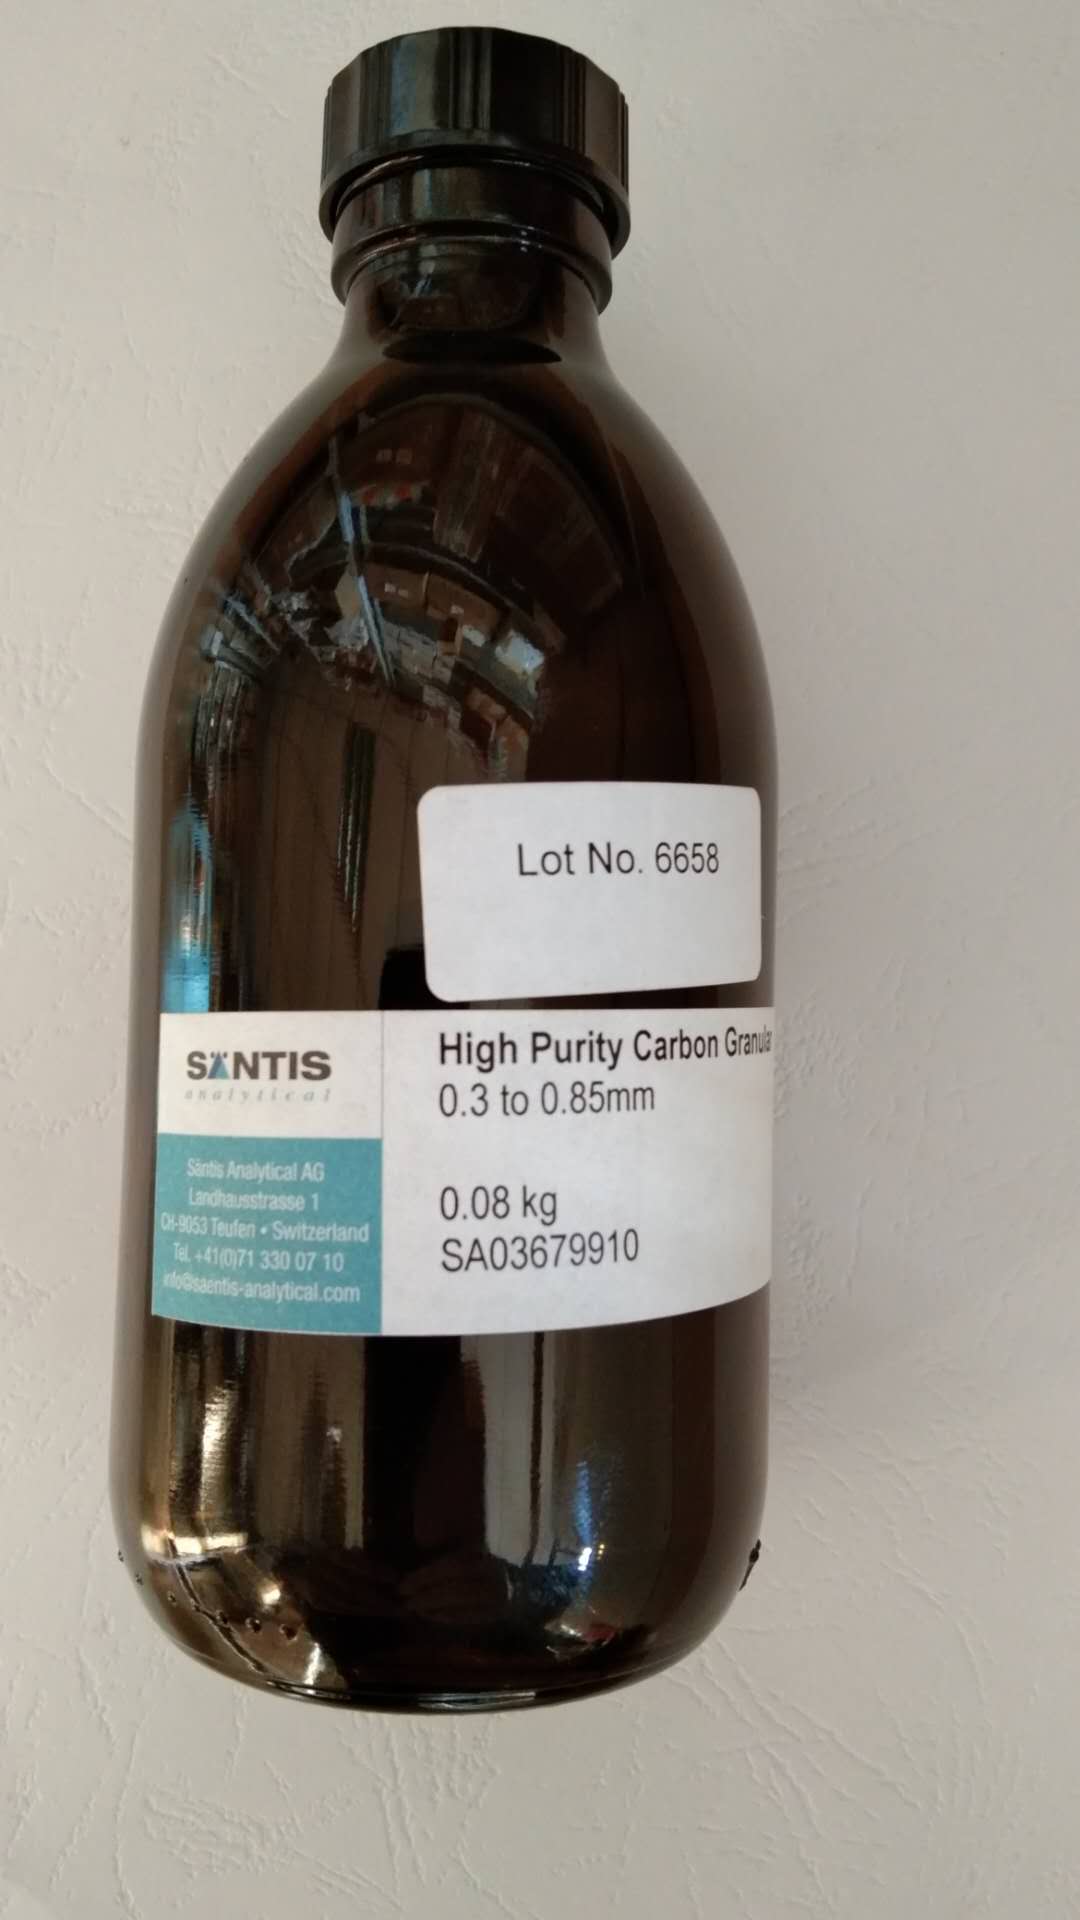 Lot No. 6658
SÄNTIS
analytical
Säntis Analytical AG
Landhausstrasse 1
CH-9053 Teufen • Switzerland
Tel. +41(0)71 330 07 10
info@saentis-analytical.com
High Purity Carbon Granular
0.3 to 0.85mm
0.08 kg
SA03679910